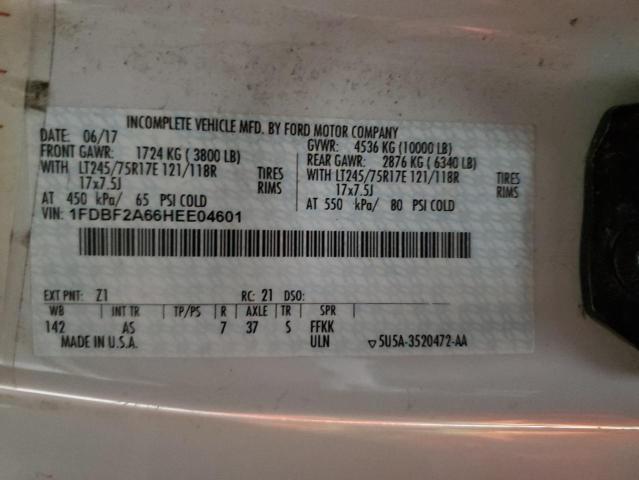 INCOMPLETE VEHICLE MFD. BY FORD MOTOR COMPANY
DATE: 06/17 GVWR: 4536 KG (10000 LB)
FRONT GAWR: 1724 KG ( 3800 LB) REAR GAWR: 2876 KG ( 6340 LB)
WITH LT245/75R17E 121/118R TIRES WITH LT245/75R17E 121/118R TIRES
17x7.5J RIMS 17x7.5J RIMS
AT 450 kPa/ 65 PSI COLD AT 550 kPa/ 80 PSI COLD
VIN: 1FDBF2A66HEE04601
EXT PNT: Z1 RC: 21 DSO:
WB INT TR TP/PS R AXLE TR SPR
142 AS 7 37 S FFKK
MADE IN U.S.A. ULN ▽5U5A-3520472-AA